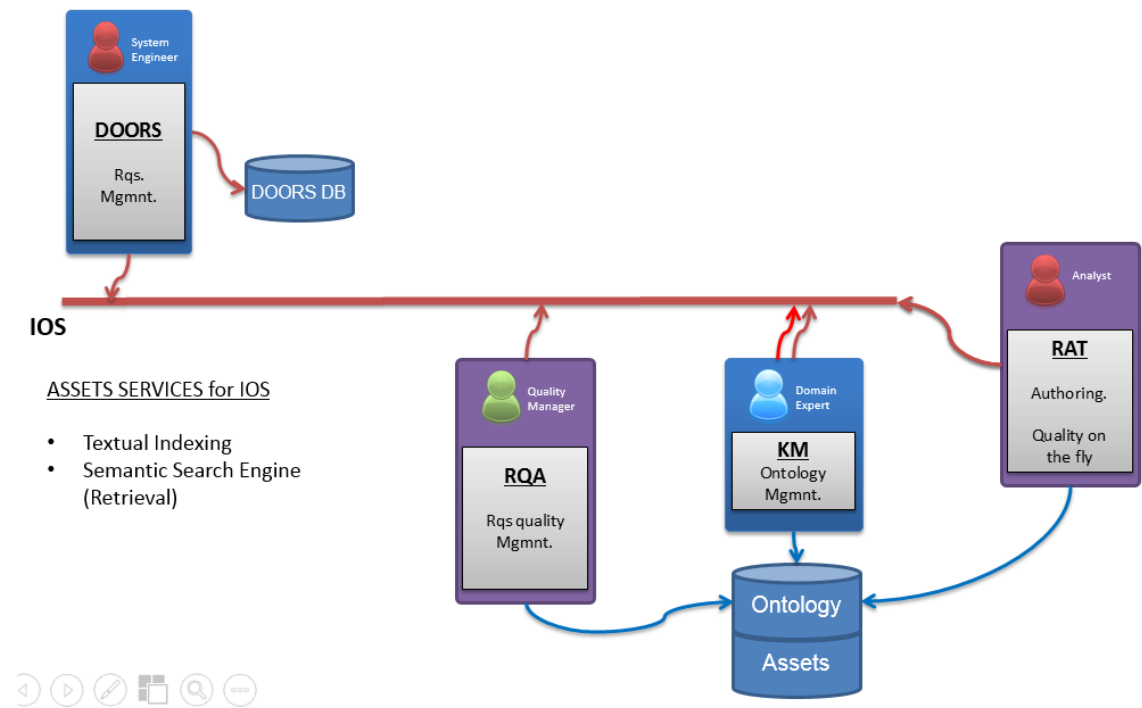 System
Engineer
DOORS
Rqs.
Mgmnt.
DOORS DB
IOS
ASSETS SERVICES for IOS
• Textual Indexing
• Semantic Search Engine
(Retrieval)
Quality
Manager
RQA
Rqs quality
Mgmnt.
Domain
Expert
KM
Ontology
Mgmnt.
Analyst
RAT
Authoring.
Quality on
the fly
Ontology
Assets